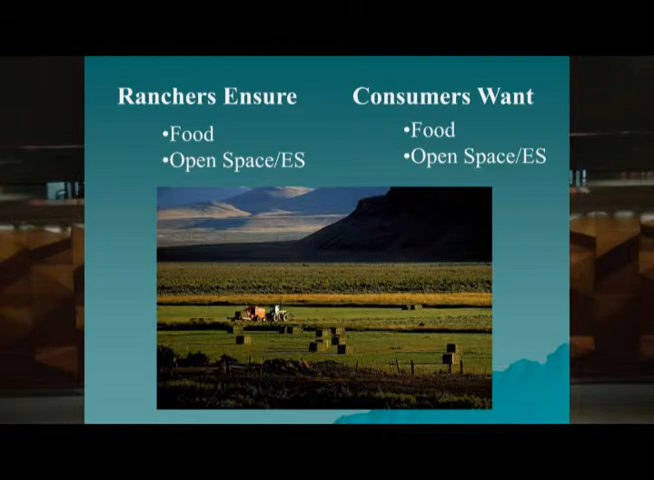 Ranchers Ensure
•Food
•Open Space/ES
Consumers Want
•Food
•Open Space/ES